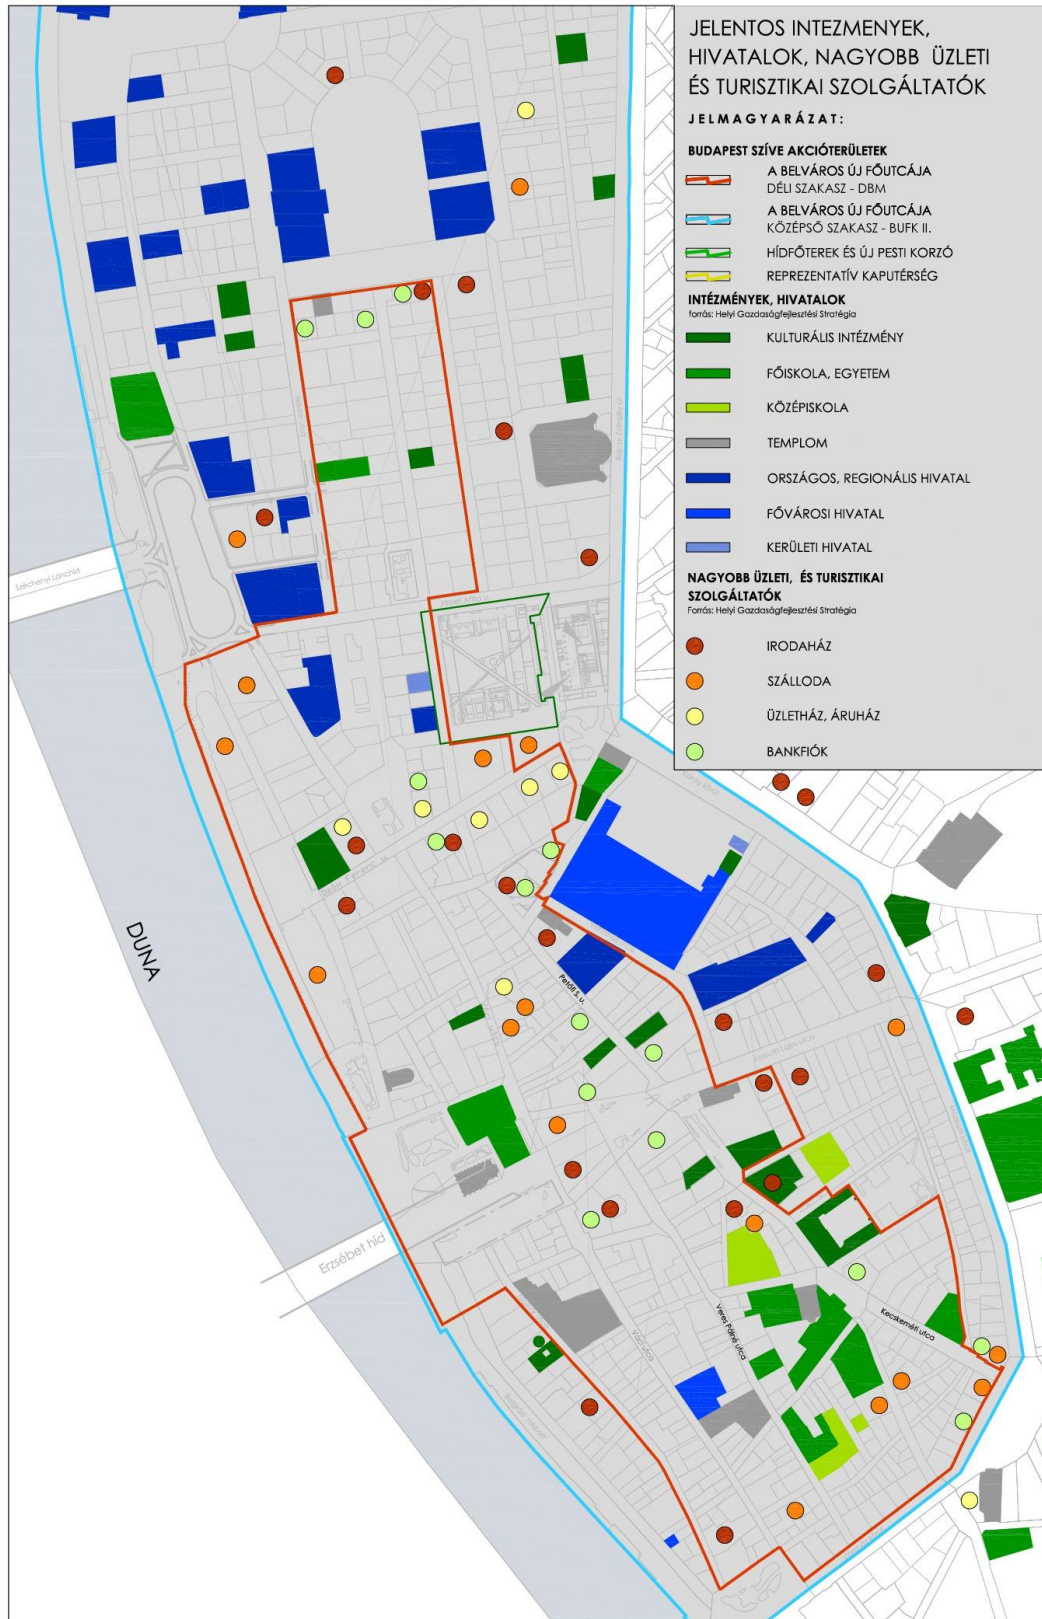 JELENTOS INTEZMENYEK,
HIVATALOK, NAGYOBB ÜZLETI
ÉS TURISZTIKAI SZOLGÁLTATÓK
JELMAGYARÁZAT:
BUDAPEST SZÍVE AKCIÓTERÜLETEK
A BELVÁROS ÚJ FŐUTCÁJA
DÉLI SZAKASZ - DBM
A BELVÁROS ÚJ FŐUTCÁJA
KÖZÉPSŐ SZAKASZ - BUFK II.
HÍDFŐTEREK ÉS ÚJ PESTI KORZÓ
REPREZENTATÍV KAPUTÉRSÉG
INTÉZMÉNYEK, HIVATALOK
forrás: Helyi Gazdaságfejlesztési Stratégia
KULTURÁLIS INTÉZMÉNY
FŐISKOLA, EGYETEM
KÖZÉPISKOLA
TEMPLOM
ORSZÁGOS, REGIONÁLIS HIVATAL
FŐVÁROSI HIVATAL
KERÜLETI HIVATAL
NAGYOBB ÜZLETI, ÉS TURISZTIKAI
SZOLGÁLTATÓK
Forrás: Helyi Gazdaságfejlesztési Stratégia
IRODAHÁZ
SZÁLLODA
ÜZLETHÁZ, ÁRUHÁZ
BANKFIÓK
Széchenyi Lánchíd
DUNA
Petőfi S. u.
Erzsébet híd
Váci utca
Veres Pálné utca
Kecskeméti utca